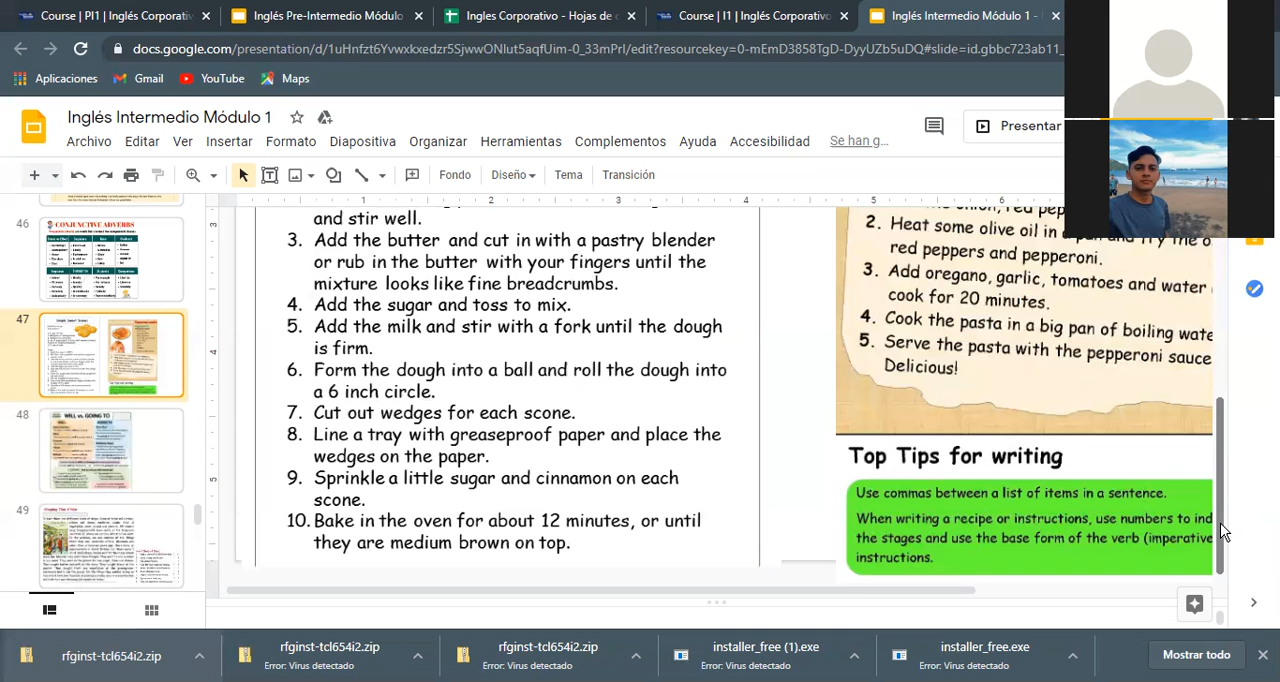 Course | PI1 | Inglés Corporativ
Inglés Pre-Intermedio Módulo
Ingles Corporativo - Hojas de c
Course | I1 | Inglés Corporativo
Inglés Intermedio Módulo 1 -
docs.google.com/presentation/d/1uHnfzt6Yvwxkxedzr5SjwwONlut5aqfUim-0_33mPrI/edit?resourcekey=0-mEmD3858TgD-DyyUZb5uDQ#slide=id.gbbc723ab11_
Aplicaciones
Gmail
YouTube
Maps
Inglés Intermedio Módulo 1
Archivo Editar Ver Insertar Formato Diapositiva Organizar Herramientas Complementos Ayuda Accesibilidad Se han g...
Presentar
Fondo Diseño Tema Transición
46
CONJUNCTIVE ADVERBS
47
48
WILL vs. GOING TO
49
and stir well.
3. Add the butter and cut in with a pastry blender
or rub in the butter with your fingers until the
mixture looks like fine breadcrumbs.
4. Add the sugar and toss to mix.
5. Add the milk and stir with a fork until the dough
is firm.
6. Form the dough into a ball and roll the dough into
a 6 inch circle.
7. Cut out wedges for each scone.
8. Line a tray with greaseproof paper and place the
wedges on the paper.
9. Sprinkle a little sugar and cinnamon on each
scone.
10. Bake in the oven for about 12 minutes, or until
they are medium brown on top.
2. Heat some olive oil in a pan and fry the o
red peppers and pepperoni.
3. Add oregano, garlic, tomatoes and water
cook for 20 minutes.
4. Cook the pasta in a big pan of boiling wate
5. Serve the pasta with the pepperoni sauce
Delicious!
Top Tips for writing
Use commas between a list of items in a sentence.
When writing a recipe or instructions, use numbers to ind
the stages and use the base form of the verb (imperative
instructions.
rfginst-tcl654i2.zip
rfginst-tcl654i2.zip
Error: Virus detectado
rfginst-tcl654i2.zip
Error: Virus detectado
installer_free (1).exe
Error: Virus detectado
installer_free.exe
Error: Virus detectado
Mostrar todo